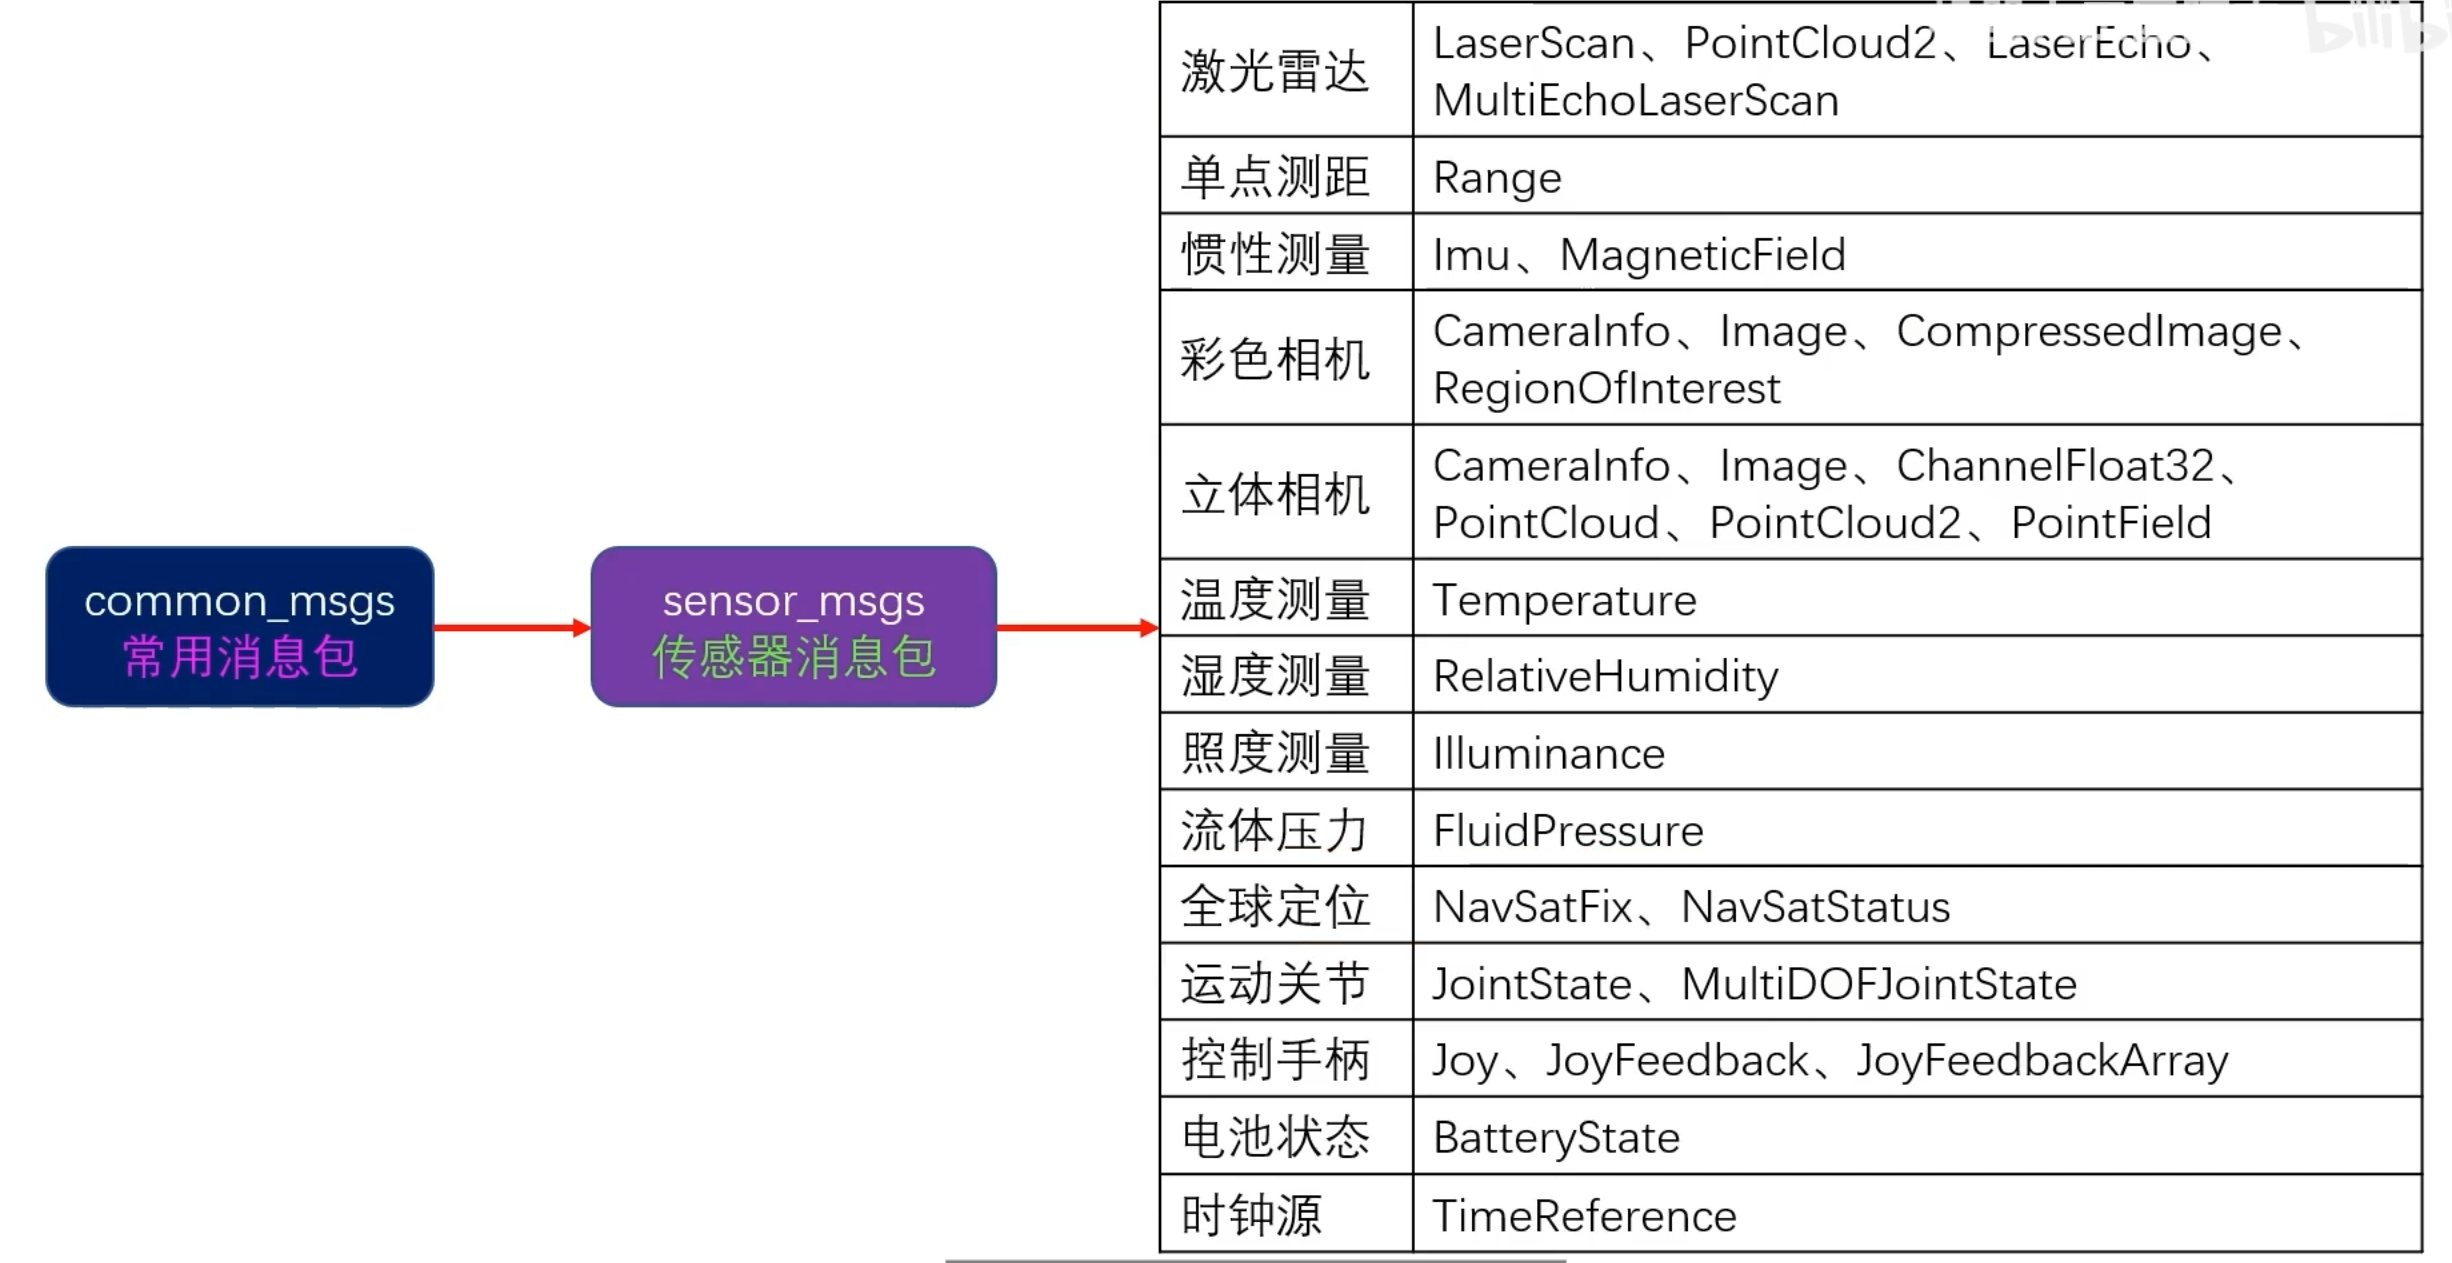 common_msgs
常用消息包
sensor_msgs
传感器消息包
激光雷达
LaserScan、PointCloud2、LaserEcho、
MultiEchoLaserScan
单点测距
Range
惯性测量
Imu、MagneticField
彩色相机
CameraInfo、Image、CompressedImage、
RegionOfInterest
立体相机
CameraInfo、Image、ChannelFloat32、
PointCloud、PointCloud2、PointField
温度测量
Temperature
湿度测量
RelativeHumidity
照度测量
Illuminance
流体压力
FluidPressure
全球定位
NavSatFix、NavSatStatus
运动关节
JointState、MultiDOFJointState
控制手柄
Joy、JoyFeedback、JoyFeedbackArray
电池状态
BatteryState
时钟源
TimeReference